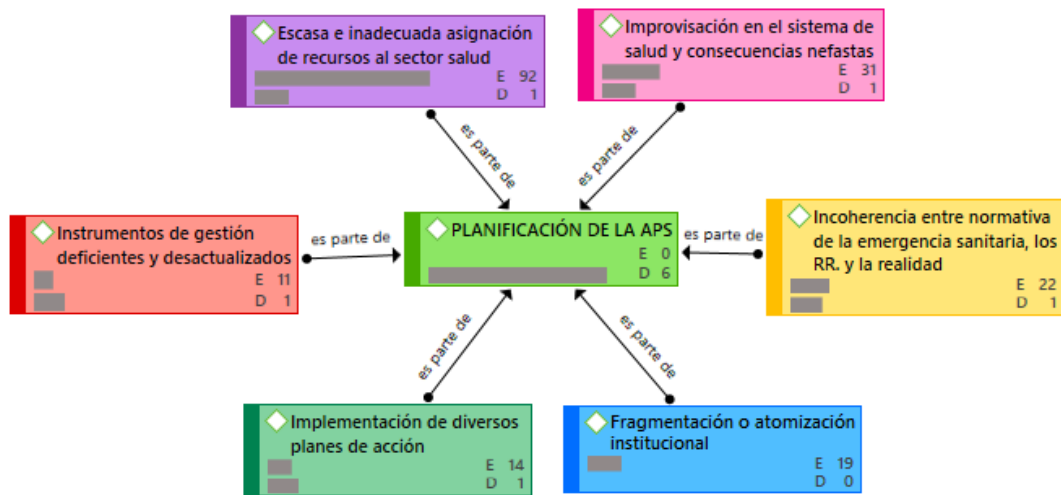 Escasa e inadecuada asignación
de recursos al sector salud
E 92
D 1
Improvisación en el sistema de
salud y consecuencias nefastas
E 31
D 1
es parte de
es parte de
Instrumentos de gestión
deficientes y desactualizados
E 11
D 1
es parte de
PLANIFICACIÓN DE LA APS
E 0
D 6
es parte de
Incoherencia entre normativa
de la emergencia sanitaria, los
RR. y la realidad
E 22
D 1
es parte de
es parte de
Implementación de diversos
planes de acción
E 14
D 1
Fragmentación o atomización
institucional
E 19
D 0